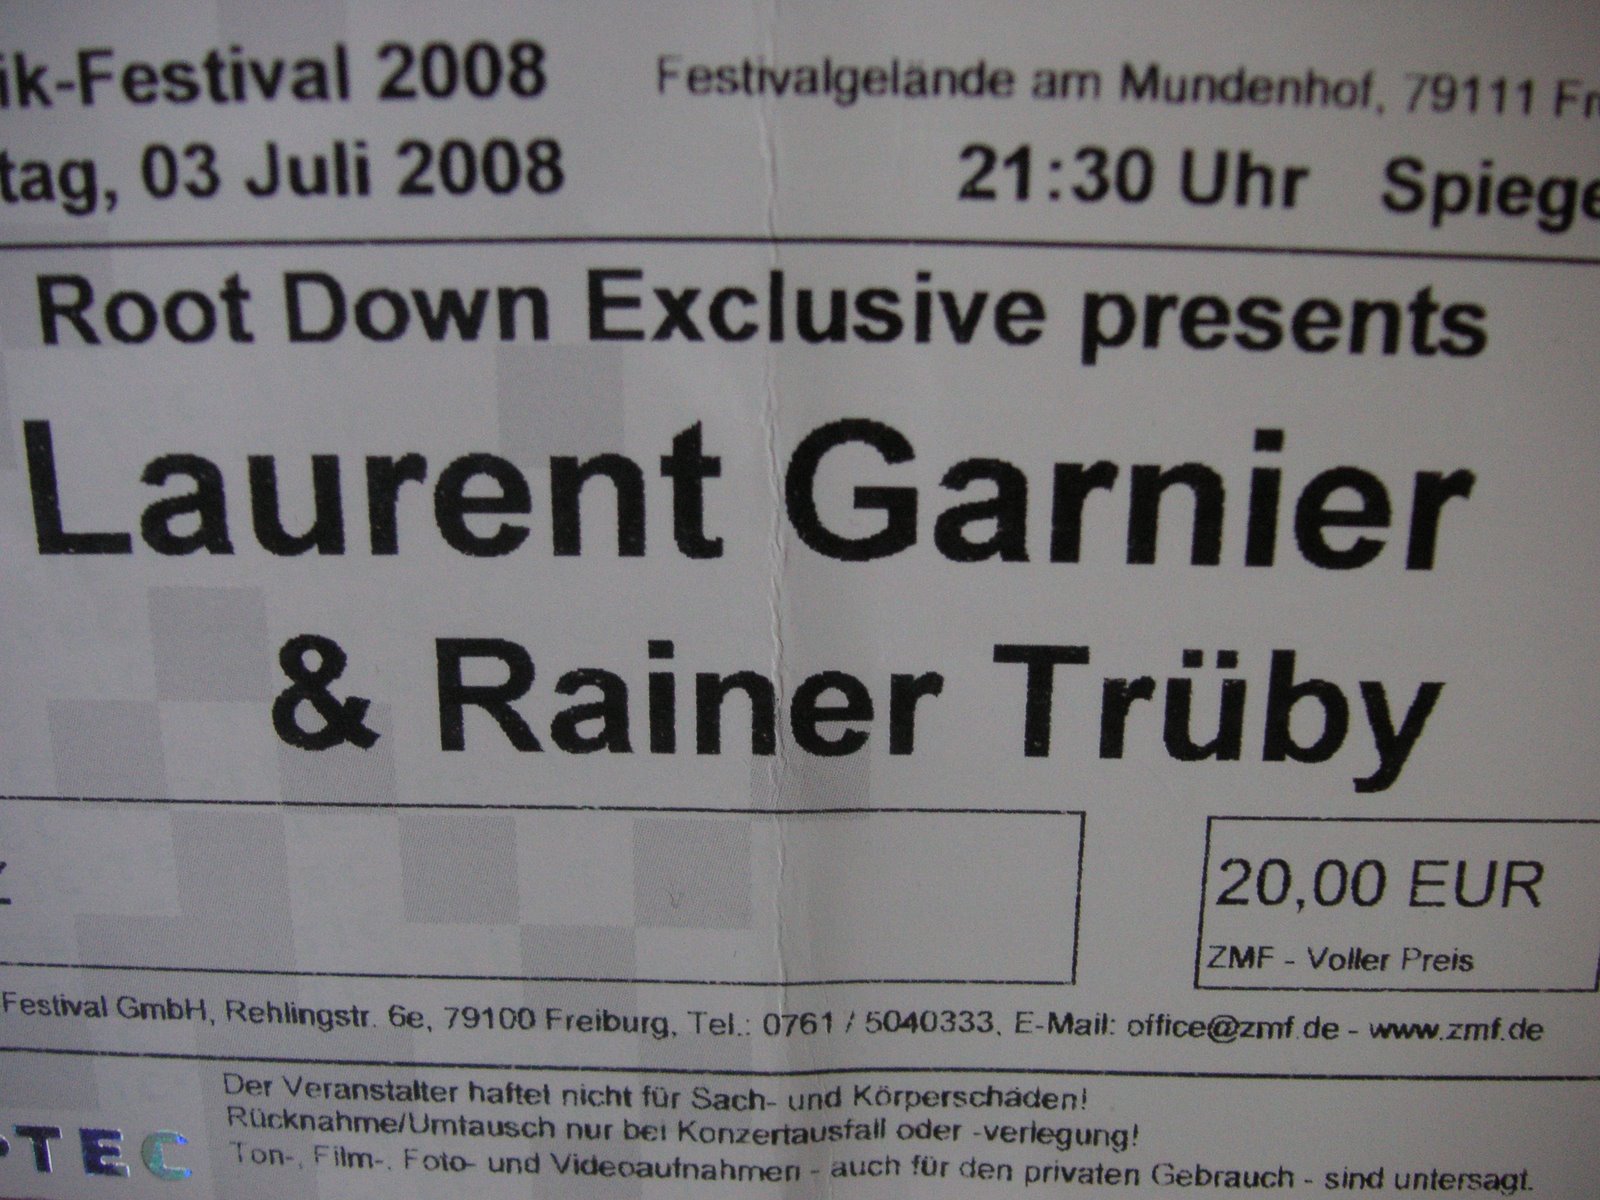 ik-Festival 2008 Festivalgelände am Mundenhof, 79111 Fr
tag, 03 Juli 2008 21:30 Uhr Spiege
Root Down Exclusive presents
Laurent Garnier
& Rainer Trüby
20,00 EUR
ZMF - Voller Preis
Festival GmbH, Rehlingstr. 6e, 79100 Freiburg, Tel.: 0761 / 5040333, E-Mail: office@zmf.de - www.zmf.de
Der Veranstalter haftet nicht für Sach- und Körperschäden!
Rücknahme/Umtausch nur bei Konzertausfall oder -verlegung!
Ton-, Film-, Foto- und Videoaufnahmen - auch für den privaten Gebrauch - sind untersagt.
TEC